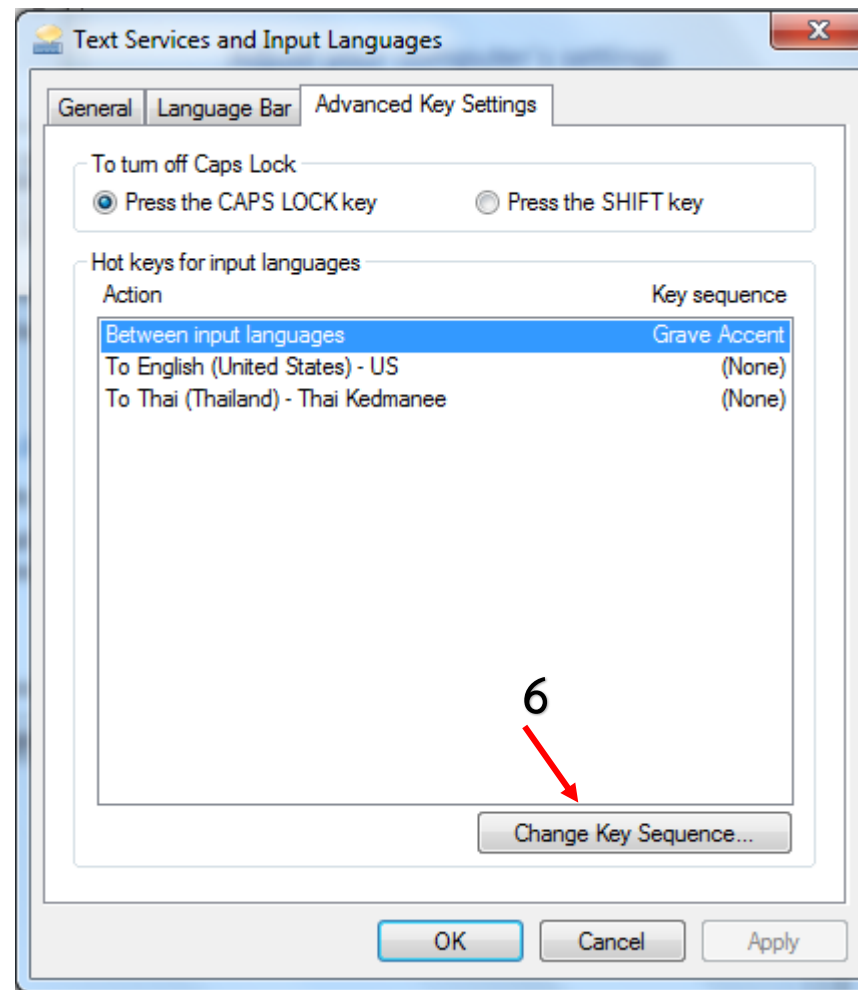 Text Services and Input Languages
X
General Language Bar Advanced Key Settings
To turn off Caps Lock
Press the CAPS LOCK key Press the SHIFT key
Hot keys for input languages
Action Key sequence
Between input languages Grave Accent
To English (United States) - US (None)
To Thai (Thailand) - Thai Kedmanee (None)
6
Change Key Sequence...
OK Cancel Apply